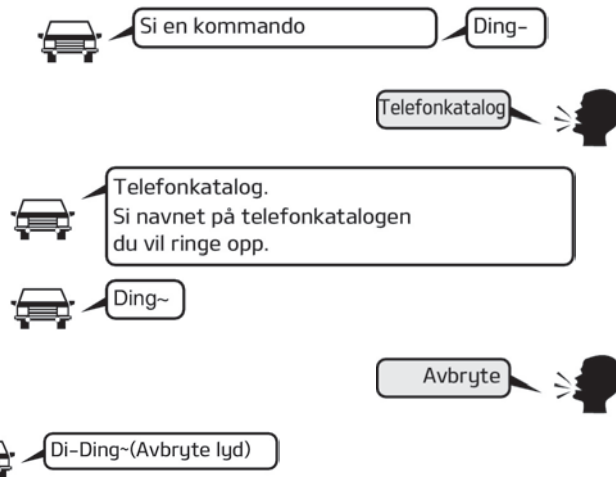 Si en kommando
Ding-
Telefonkatalog
Telefonkatalog.
Si navnet på telefonkatalogen
du vil ringe opp.
Ding~
Avbryte
Di-Ding~(Avbryte lyd)